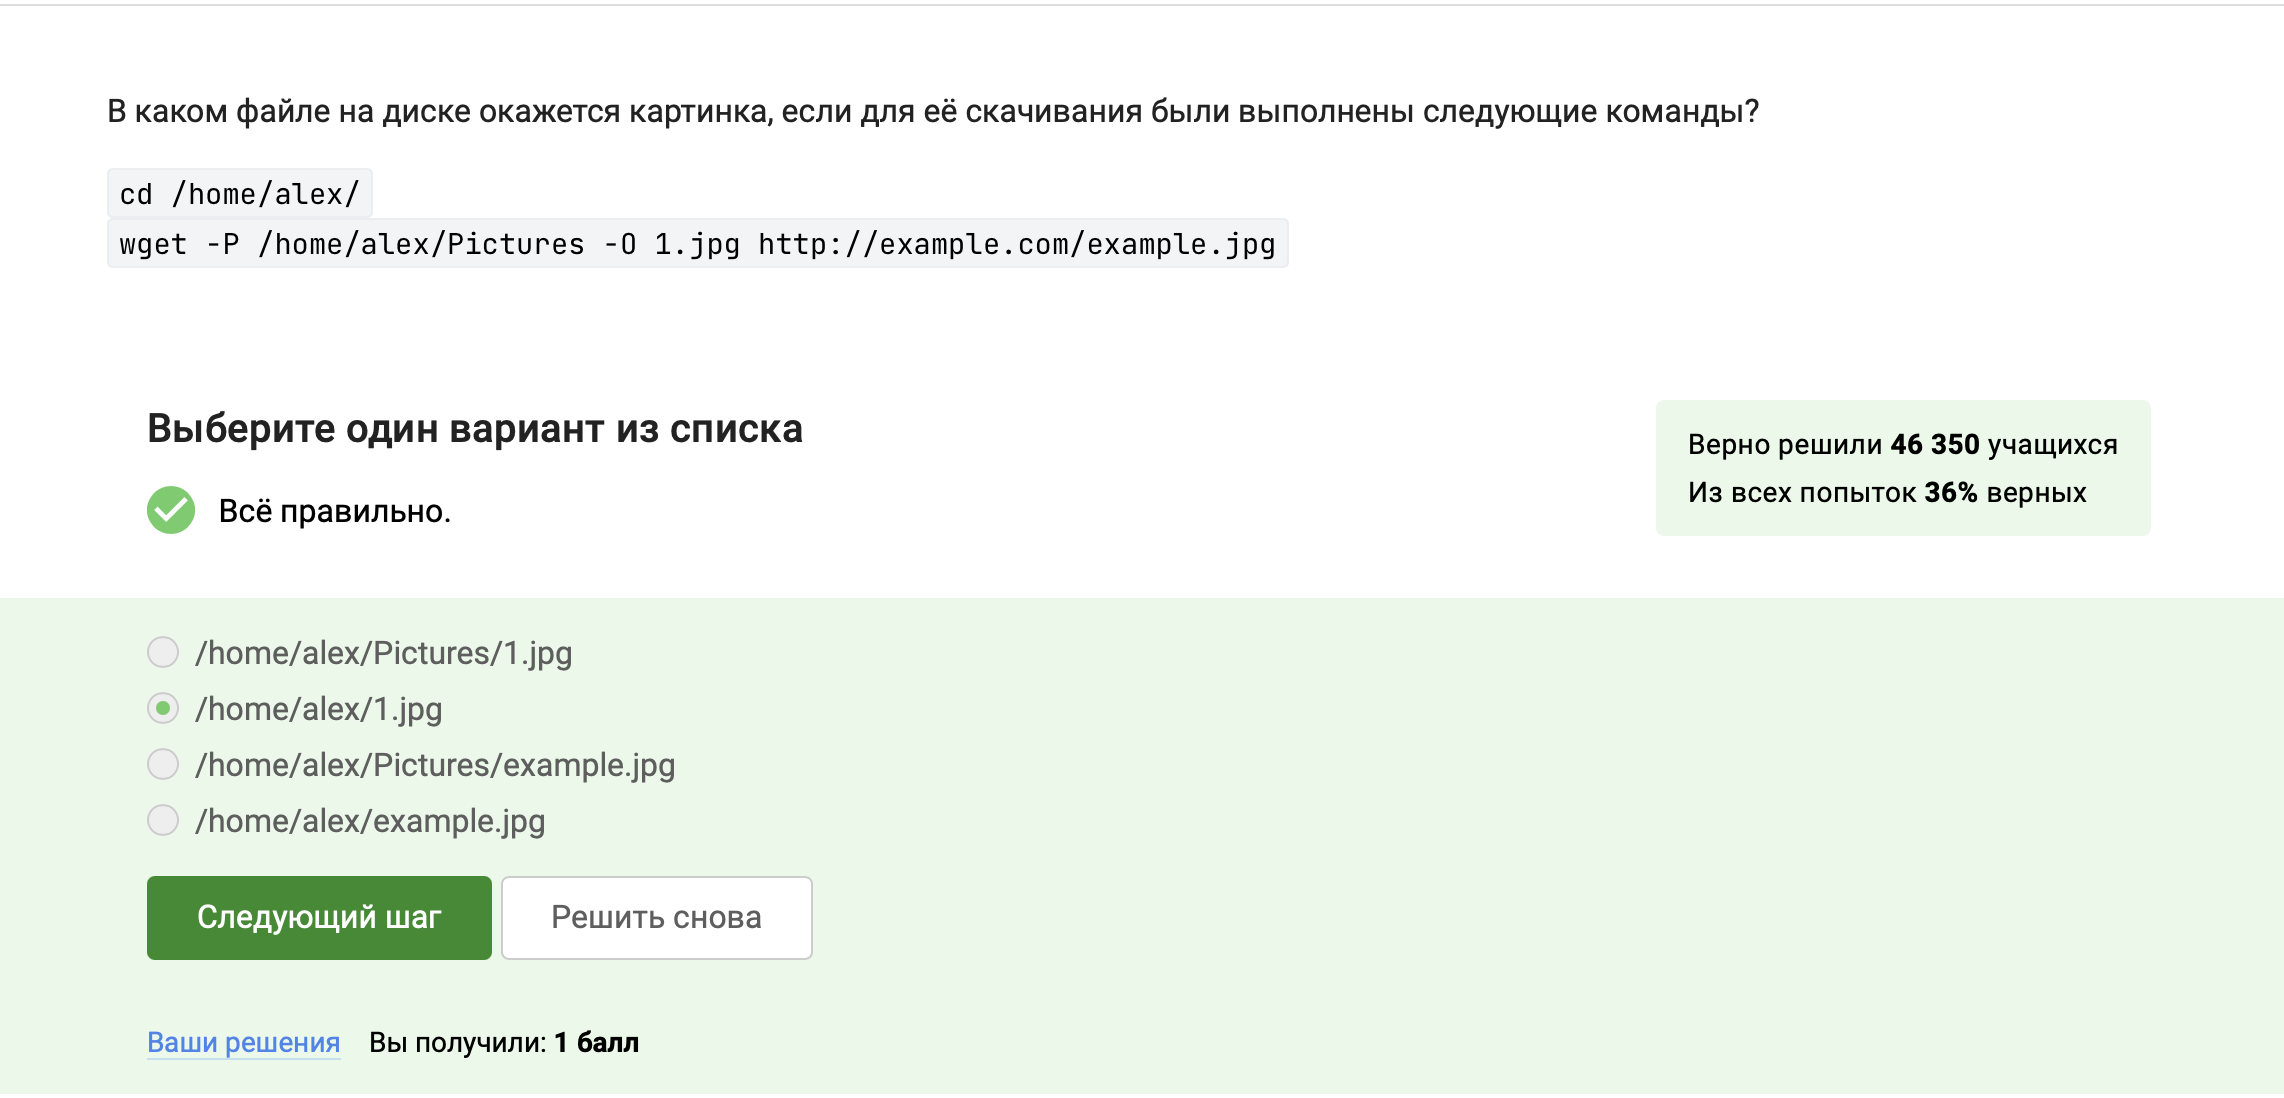 В каком файле на диске окажется картинка, если для её скачивания были выполнены следующие команды?
cd /home/alex/
wget -P /home/alex/Pictures -O 1.jpg http://example.com/example.jpg
Выберите один вариант из списка
Всё правильно.
Верно решили 46 350 учащихся
Из всех попыток 36% верных
/home/alex/Pictures/1.jpg
/home/alex/1.jpg
/home/alex/Pictures/example.jpg
/home/alex/example.jpg
Следующий шаг
Решить снова
Ваши решения Вы получили: 1 балл